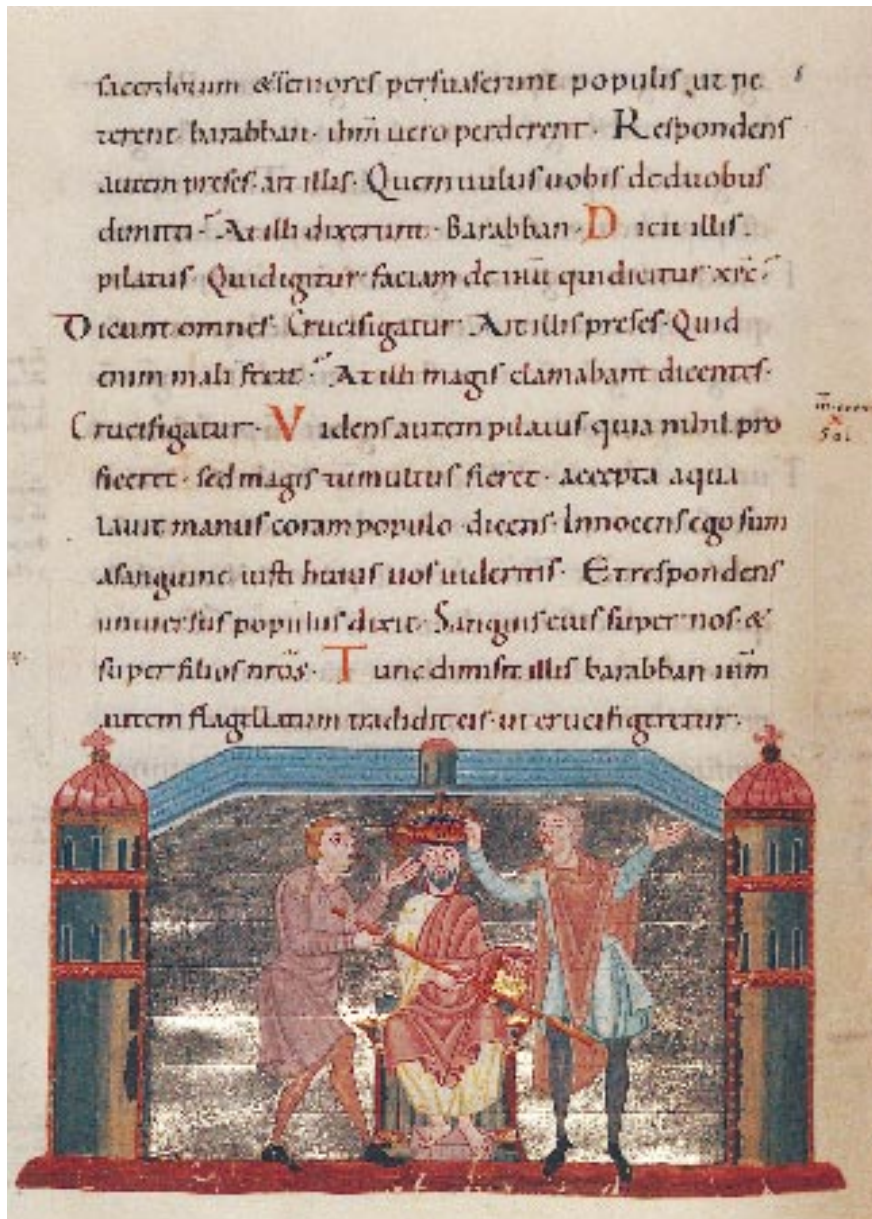 sacerdotum & seniores persuaserunt populis ut pe
terent barabban · ihm̅ uero perderent · Respondens
autem preses · ait illis · Quem uultis uobis de duobus
dimitti · At illi dixerunt · Barabban · Dicit illis
pilatus · Quid igitur faciam de ihu̅ qui dicitur xp̅c
Dicunt omnes · Crucifigatur · Ait illis preses · Quid
enim mali fecit · At illi magis clamabant dicentes ·
Crucifigatur · Videns autem pilatus quia nihil pro
ficeret · sed magis tumultus fieret · accepta aqua
lauit manus coram populo · dicens · Innocens ego sum
a sanguine iusti huius uos uideritis · Et respondens
uniuersus populus dixit · Sanguis eius super nos · &
super filios nr̅os · Tunc dimisit illis barabban ihm̅
autem flagellatum tradidit eis · ut crucifigeretur ·